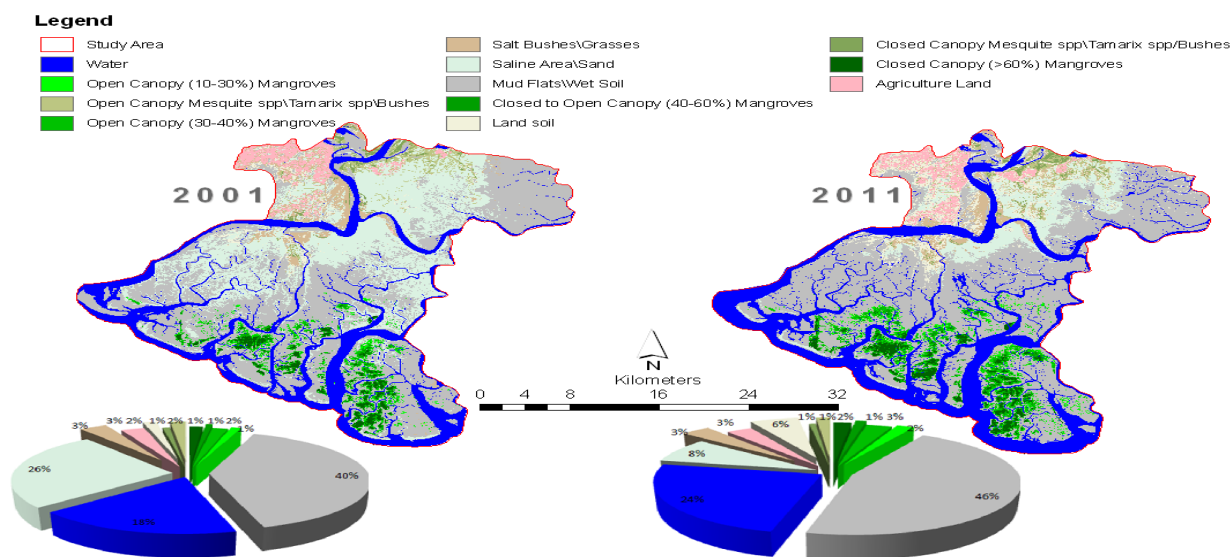 Legend
Study Area
Water
Open Canopy (10-30%) Mangroves
Open Canopy Mesquite spp\Tamarix spp\Bushes
Open Canopy (30-40%) Mangroves
Salt Bushes\Grasses
Saline Area\Sand
Mud Flats\Wet Soil
Closed to Open Canopy (40-60%) Mangroves
Land soil
Closed Canopy Mesquite spp\Tamarix spp/Bushes
Closed Canopy (>60%) Mangroves
Agriculture Land
2001
2011
N
Kilometers
0 4 8 16 24 32
3% 3% 2% 1% 2% 1% 1% 2% 1%
26%
40%
18%
3% 3% 6% 1% 1% 2% 1% 3% 2%
8%
24%
46%